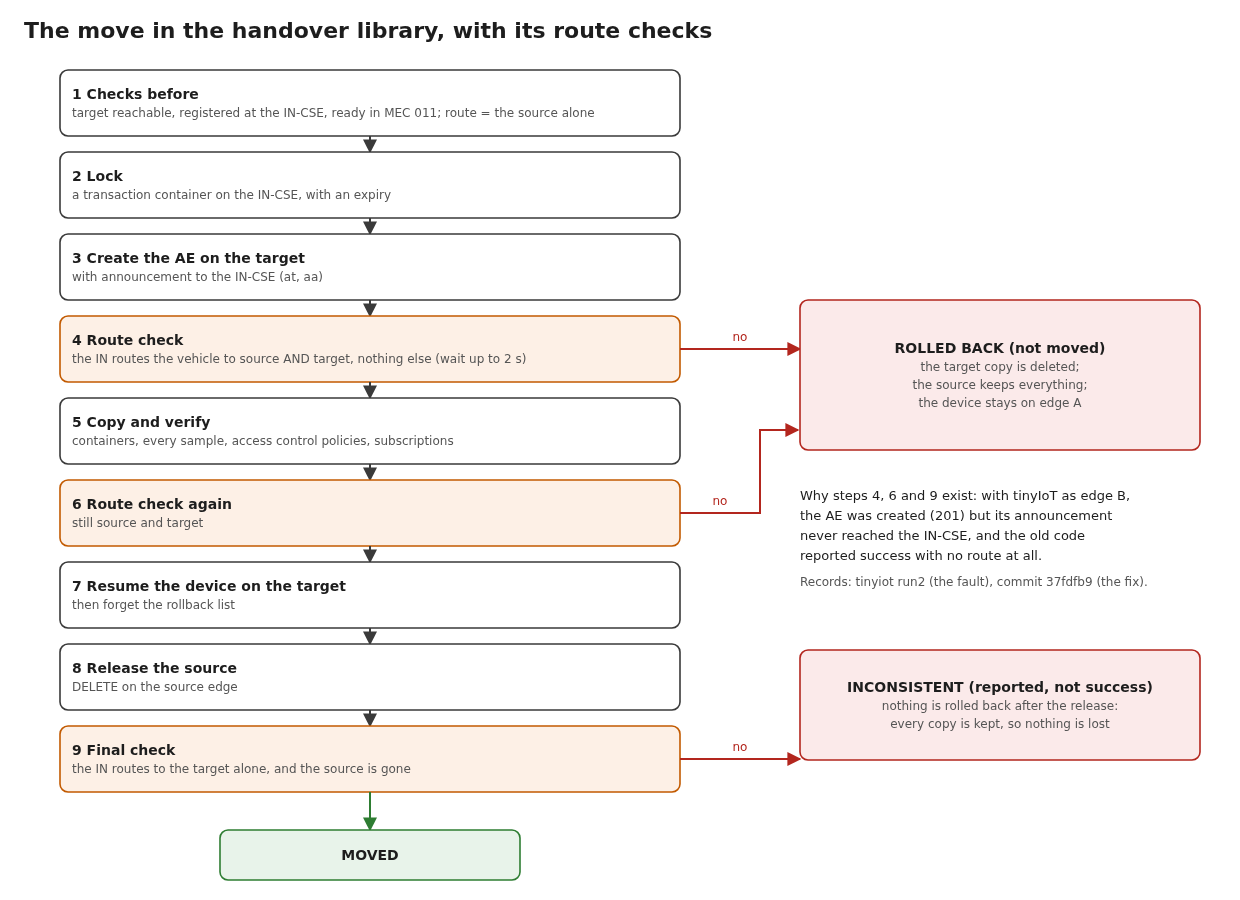 The move in the handover library, with its route checks
1 Checks before
target reachable, registered at the IN-CSE, ready in MEC 011; route = the source alone
2 Lock
a transaction container on the IN-CSE, with an expiry
3 Create the AE on the target
with announcement to the IN-CSE (at, aa)
4 Route check
the IN routes the vehicle to source AND target, nothing else (wait up to 2 s)
no
ROLLED BACK (not moved)
the target copy is deleted;
the source keeps everything;
the device stays on edge A
5 Copy and verify
containers, every sample, access control policies, subscriptions
6 Route check again
still source and target
no
Why steps 4, 6 and 9 exist: with tinyIoT as edge B,
the AE was created (201) but its announcement
never reached the IN-CSE, and the old code
reported success with no route at all.
Records: tinyiot run2 (the fault), commit 37fdfb9 (the fix).
7 Resume the device on the target
then forget the rollback list
8 Release the source
DELETE on the source edge
INCONSISTENT (reported, not success)
nothing is rolled back after the release:
every copy is kept, so nothing is lost
9 Final check
the IN routes to the target alone, and the source is gone
no
MOVED